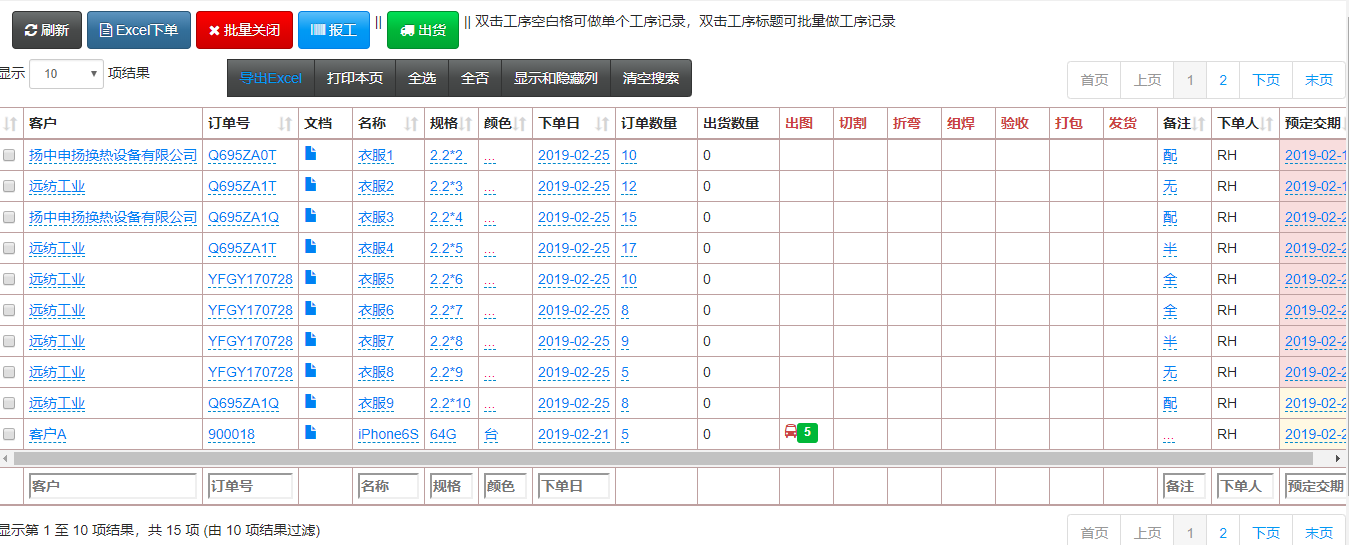 刷新 Excel下单 批量关闭 报工 || 出货 || 双击工序空白格可做单个工序记录，双击工序标题可批量做工序记录
显示 10 项结果 导出Excel 打印本页 全选 全否 显示和隐藏列 清空搜索 首页 上页 1 2 下页 末页
客户 订单号 文档 名称 规格 颜色 下单日 订单数量 出货数量 出图 切割 折弯 组焊 验收 打包 发货 备注 下单人 预定交期
扬中申扬换热设备有限公司 Q695ZA0T 衣服1 2.2*2 ... 2019-02-25 10 0 配 RH 2019-02-1
远纺工业 Q695ZA1T 衣服2 2.2*3 ... 2019-02-25 12 0 无 RH 2019-02-1
扬中申扬换热设备有限公司 Q695ZA1Q 衣服3 2.2*4 ... 2019-02-25 15 0 配 RH 2019-02-2
远纺工业 Q695ZA1T 衣服4 2.2*5 ... 2019-02-25 17 0 半 RH 2019-02-2
远纺工业 YFGY170728 衣服5 2.2*6 ... 2019-02-25 10 0 全 RH 2019-02-2
远纺工业 YFGY170728 衣服6 2.2*7 ... 2019-02-25 8 0 全 RH 2019-02-2
远纺工业 YFGY170728 衣服7 2.2*8 ... 2019-02-25 9 0 半 RH 2019-02-2
远纺工业 YFGY170728 衣服8 2.2*9 ... 2019-02-25 5 0 无 RH 2019-02-2
远纺工业 Q695ZA1Q 衣服9 2.2*10 ... 2019-02-25 8 0 配 RH 2019-02-2
客户A 900018 iPhone6S 64G 台 2019-02-21 5 0 5 ... RH 2019-02-2
客户 订单号 名称 规格 颜色 下单日 备注 下单人 预定交期
显示第 1 至 10 项结果，共 15 项 (由 10 项结果过滤) 首页 上页 1 2 下页 末页